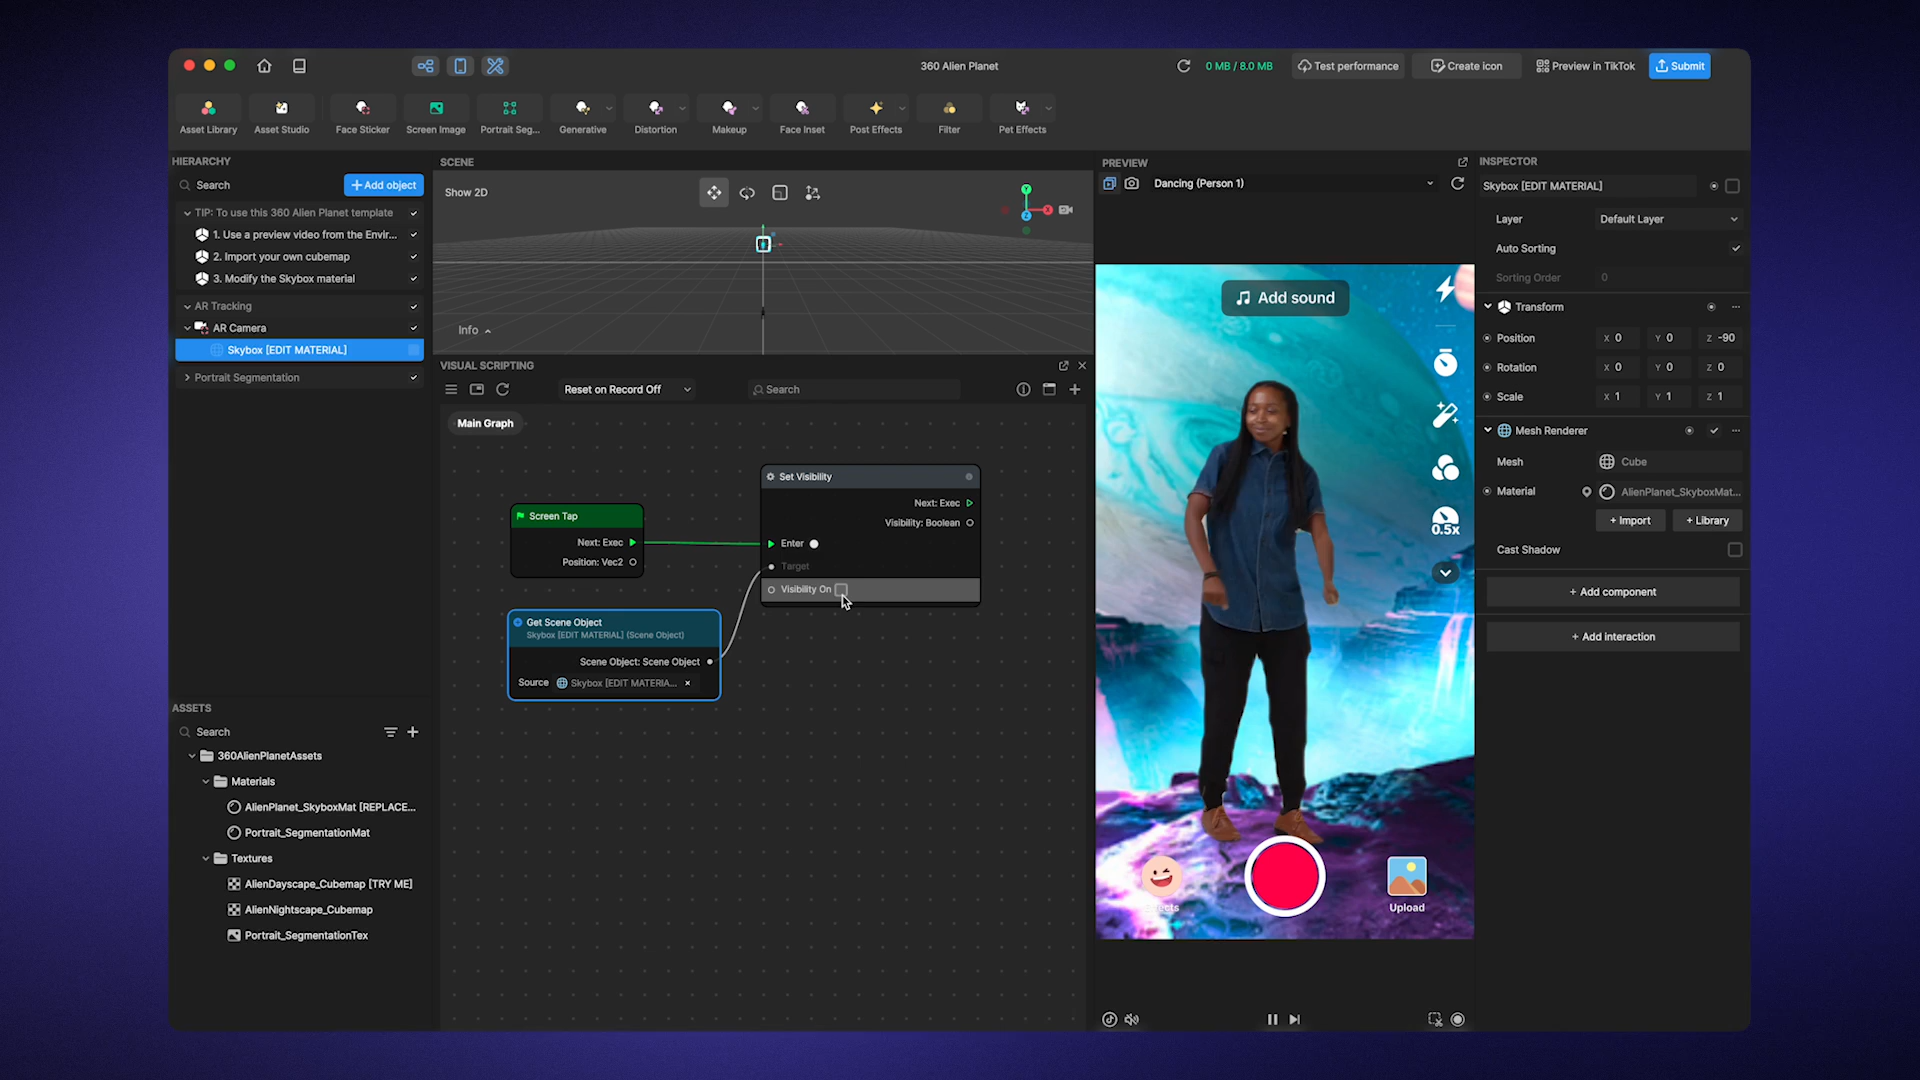 360 Alien Planet
0 MB / 8.0 MB
Test performance
Create icon
Preview in TikTok
Submit
Asset Library
Asset Studio
Face Sticker
Screen Image
Portrait Seg...
Generative
Distortion
Makeup
Face Inset
Post Effects
Filter
Pet Effects
HIERARCHY
Search
Add object
TIP: To use this 360 Alien Planet template
1. Use a preview video from the Envir...
2. Import your own cubemap
3. Modify the Skybox material
AR Tracking
AR Camera
Skybox [EDIT MATERIAL]
Portrait Segmentation
ASSETS
Search
360AlienPlanetAssets
Materials
AlienPlanet_SkyboxMat [REPLACE...
Portrait_SegmentationMat
Textures
AlienDayscape_Cubemap [TRY ME]
AlienNightscape_Cubemap
Portrait_SegmentationTex
SCENE
Show 2D
Y
X
Z
Info
VISUAL SCRIPTING
Reset on Record Off
Search
Main Graph
Screen Tap
Next: Exec
Position: Vec2
Set Visibility
Next: Exec
Visibility: Boolean
Enter
Target
Visibility On
Get Scene Object
Skybox [EDIT MATERIAL] (Scene Object)
Scene Object: Scene Object
Source Skybox [EDIT MATERIA...
PREVIEW
Dancing (Person 1)
Add sound
0.5x
Upload
INSPECTOR
Skybox [EDIT MATERIAL]
Layer Default Layer
Auto Sorting
Sorting Order 0
Transform
Position X 0 Y 0 Z -90
Rotation X 0 Y 0 Z 0
Scale X 1 Y 1 Z 1
Mesh Renderer
Mesh Cube
Material AlienPlanet_SkyboxMat...
+ Import + Library
Cast Shadow
+ Add component
+ Add interaction